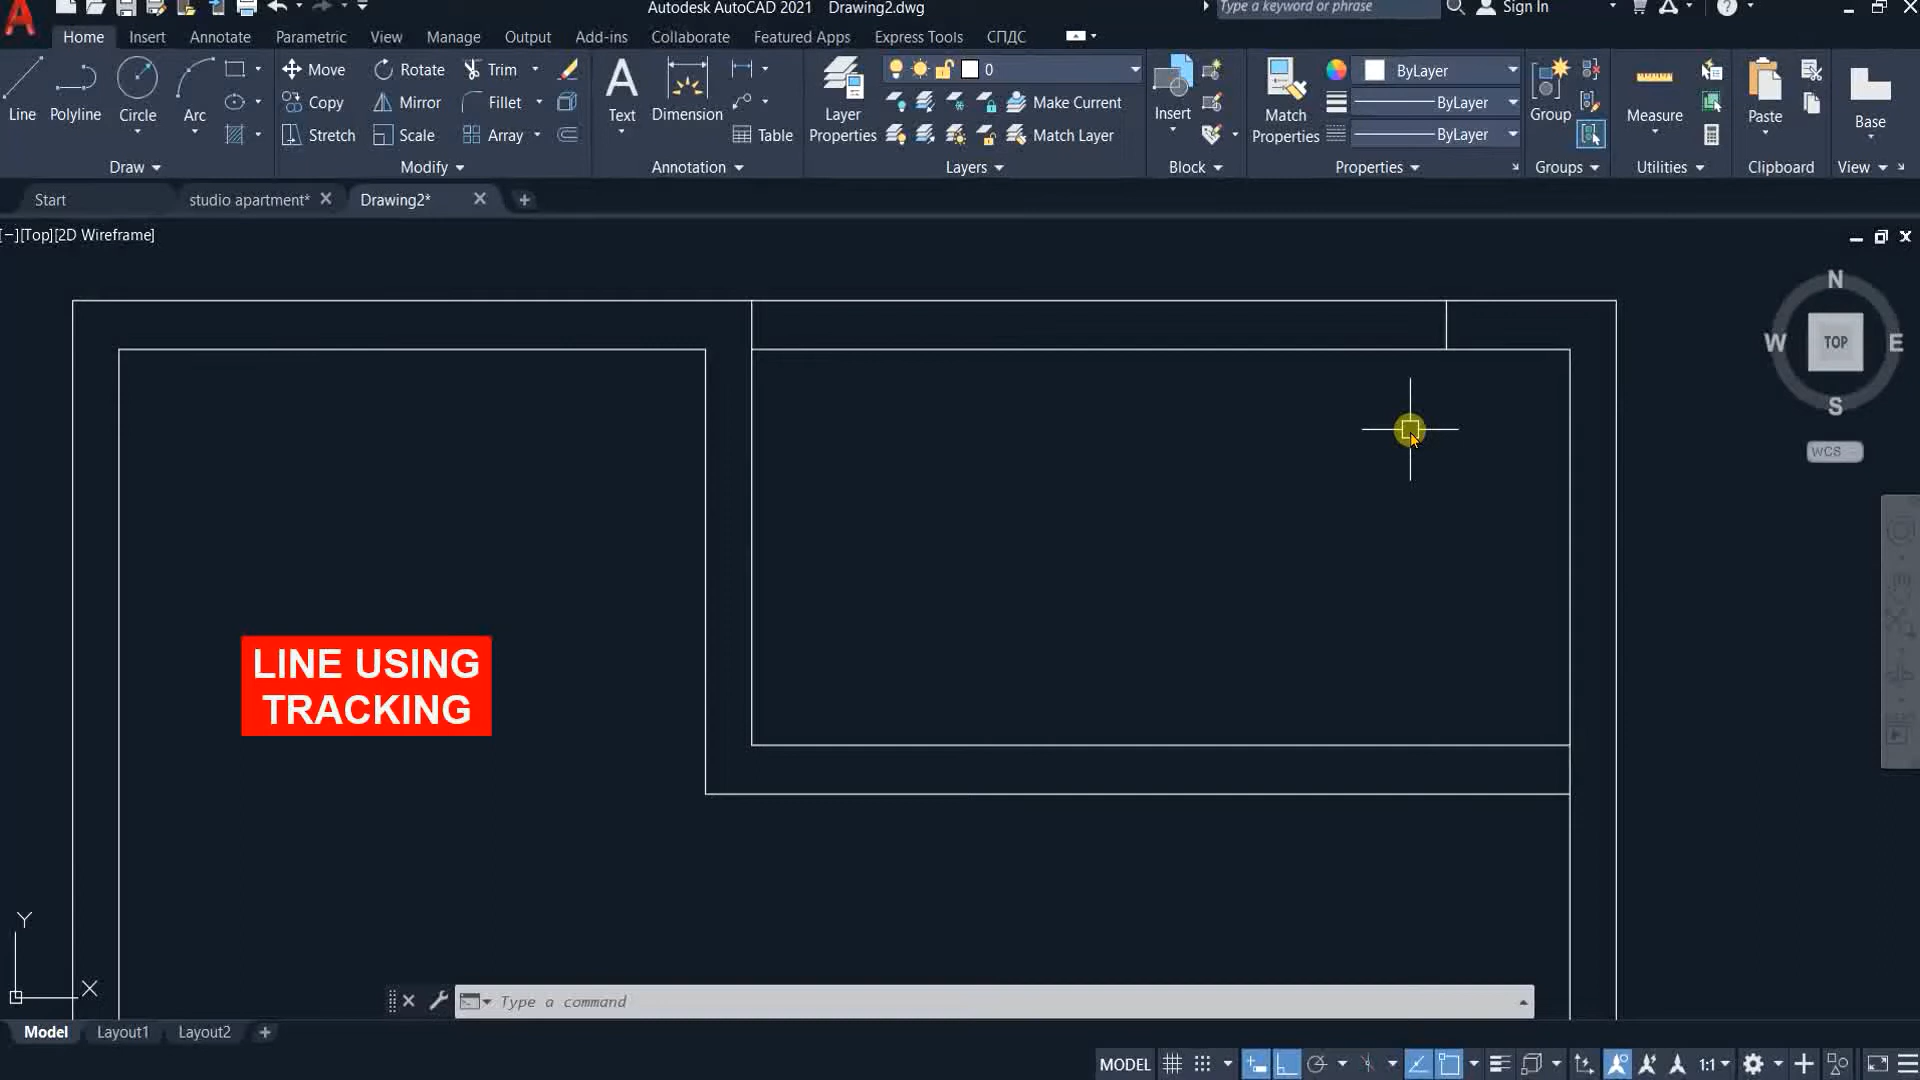 Autodesk AutoCAD 2021 Drawing2.dwg
Type a keyword or phrase
Sign In
Home Insert Annotate Parametric View Manage Output Add-ins Collaborate Featured Apps Express Tools СПДС
Line Polyline Circle Arc
Draw
Move Rotate Trim
Copy Mirror Fillet
Stretch Scale Array
Modify
Text Dimension Table
Annotation
Layer Properties
0
Make Current
Match Layer
Layers
Insert
Block
Match Properties
ByLayer
ByLayer
ByLayer
Properties
Group
Groups
Measure
Utilities
Paste
Clipboard
Base
View
Start studio apartment* Drawing2*
[−][Top][2D Wireframe]
N
W TOP E
S
WCS
LINE USING
TRACKING
Y
X
Type a command
Model Layout1 Layout2
MODEL 1:1